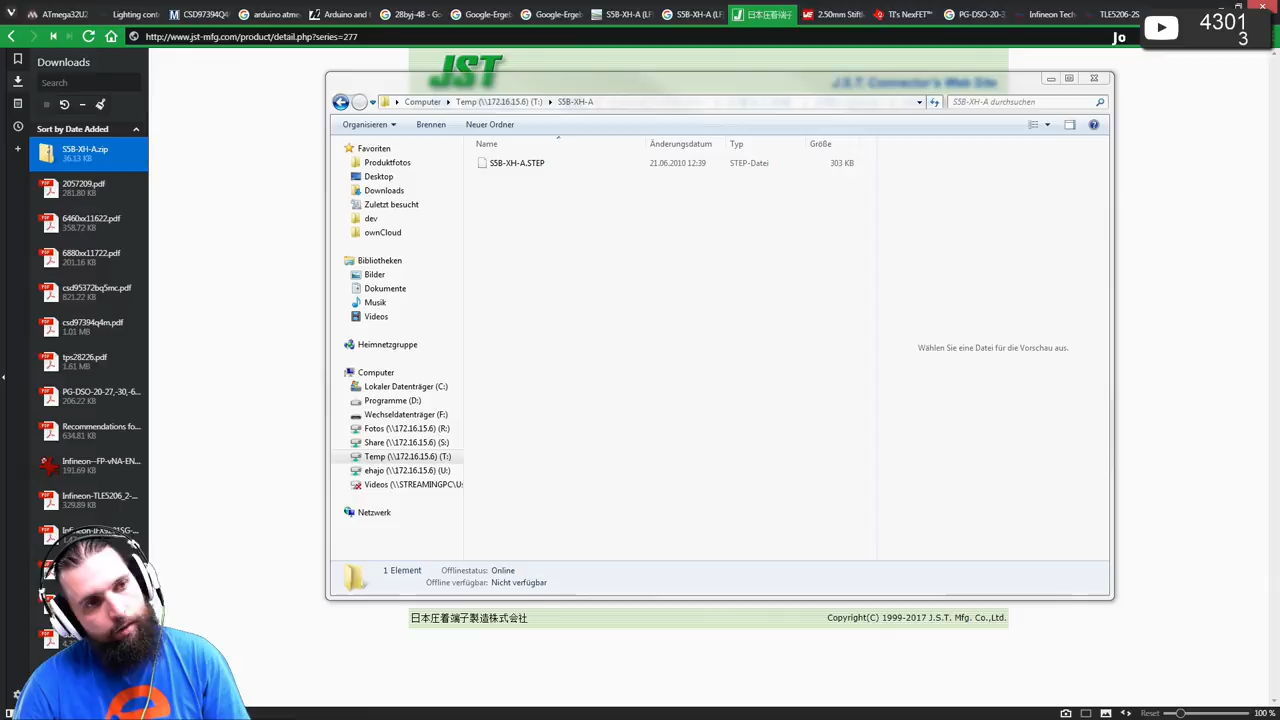 ATmega32U
Lighting cont
CSD97394Q4
arduino atme
Arduino and
28byj-48 - Go
Google-Ergeb
Google-Ergeb
S5B-XH-A (LF
S5B-XH-A (LF
日本圧着端子
2.50mm Stift
TI's NexFET™
PG-DSO-20-3
Infineon Tech
TLE5206-2S
4301
3
Jo
http://www.jst-mfg.com/product/detail.php?series=277
Downloads
Search
Sort by Date Added
S5B-XH-A.zip
36.13 KB
2057209.pdf
281.80 KB
6460xx11622.pdf
358.72 KB
6880xx11722.pdf
201.16 KB
csd95372bq5mc.pdf
821.22 KB
csd97394q4m.pdf
1.01 MB
tps28226.pdf
1.61 MB
PG-DSO-20-27,-30,-6...
206.22 KB
Recommendations fo...
634.81 KB
Infineon--FP-vNA-EN...
191.69 KB
Infineon-TLE5206_2-...
329.89 KB
JST
J.S.T. Connector's Web Site
Computer
Temp (\\172.16.15.6) (T:)
S5B-XH-A
S5B-XH-A durchsuchen
Organisieren
Brennen
Neuer Ordner
Name
Änderungsdatum
Typ
Größe
S5B-XH-A.STEP
21.06.2010 12:39
STEP-Datei
303 KB
Favoriten
Produktfotos
Desktop
Downloads
Zuletzt besucht
dev
ownCloud
Bibliotheken
Bilder
Dokumente
Musik
Videos
Heimnetzgruppe
Computer
Lokaler Datenträger (C:)
Programme (D:)
Wechseldatenträger (F:)
Fotos (\\172.16.15.6) (R:)
Share (\\172.16.15.6) (S:)
Temp (\\172.16.15.6) (T:)
ehajo (\\172.16.15.6) (U:)
Videos (\\STREAMINGPC\U
Netzwerk
Wählen Sie eine Datei für die Vorschau aus.
1 Element
Offlinestatus: Online
Offline verfügbar: Nicht verfügbar
日本圧着端子製造株式会社
Copyright(C) 1999-2017 J.S.T. Mfg. Co.,Ltd.
Reset
100 %